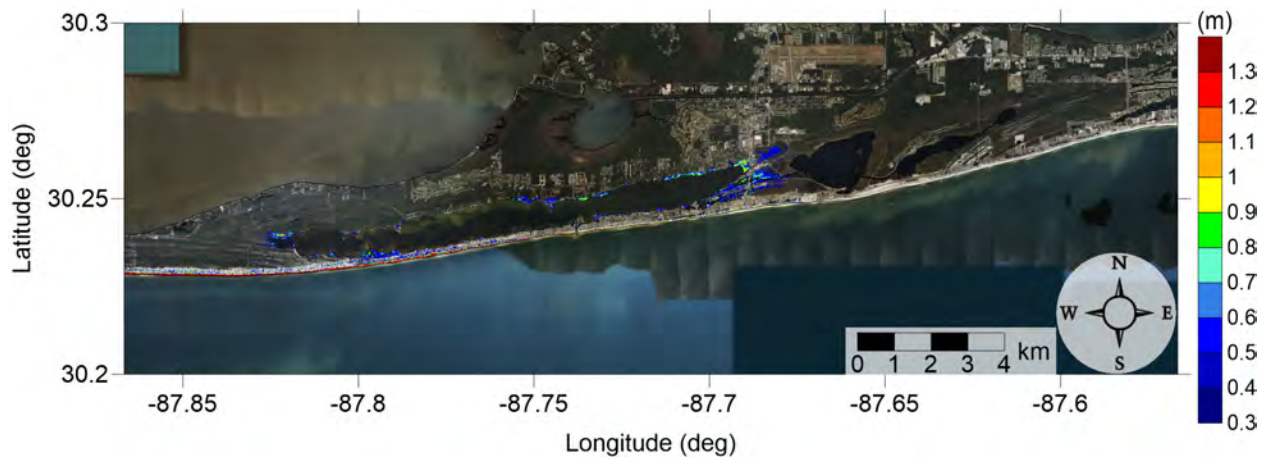 30.3
30.25
30.2
Latitude (deg)
-87.85 -87.8 -87.75 -87.7 -87.65 -87.6
Longitude (deg)
0 1 2 3 4 km
N
W E
S
(m)
1.3
1.2
1.1
1
0.9
0.8
0.7
0.6
0.5
0.4
0.3